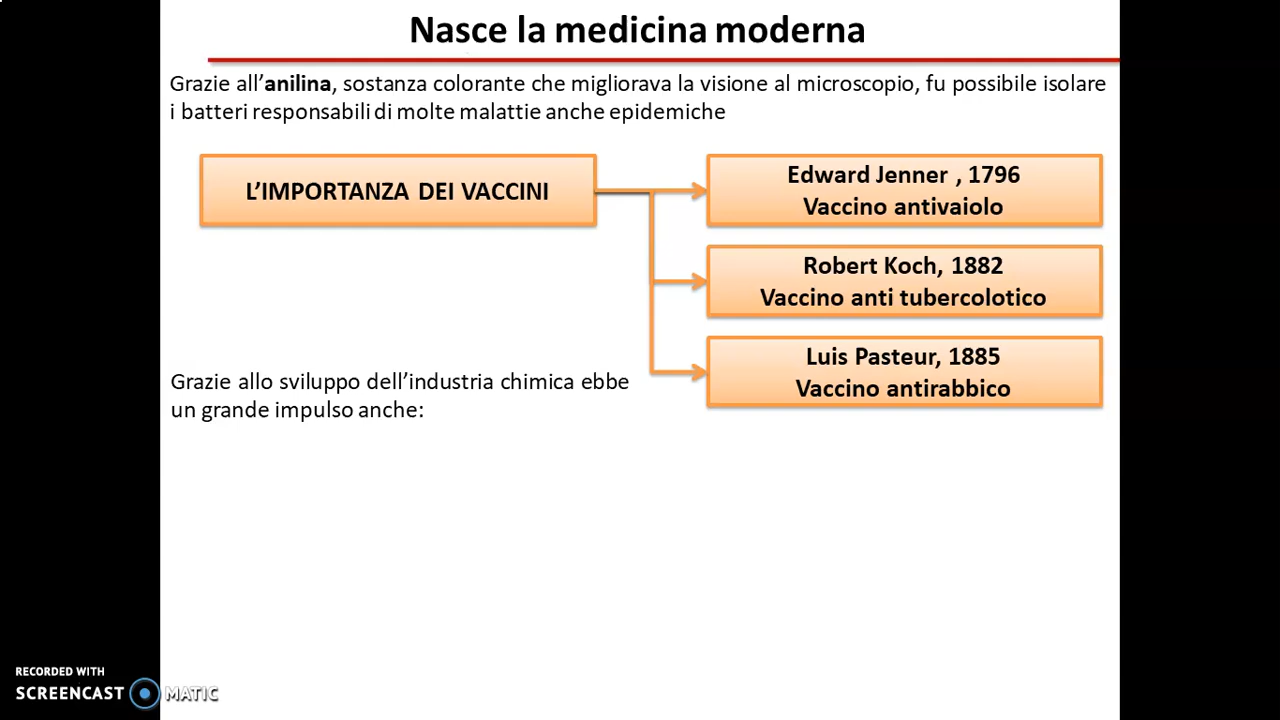 Nasce la medicina moderna
Grazie all’anilina, sostanza colorante che migliorava la visione al microscopio, fu possibile isolare
i batteri responsabili di molte malattie anche epidemiche
L’IMPORTANZA DEI VACCINI
Edward Jenner , 1796
Vaccino antivaiolo
Robert Koch, 1882
Vaccino anti tubercolotico
Luis Pasteur, 1885
Vaccino antirabbico
Grazie allo sviluppo dell’industria chimica ebbe
un grande impulso anche:
RECORDED WITH
SCREENCAST MATIC